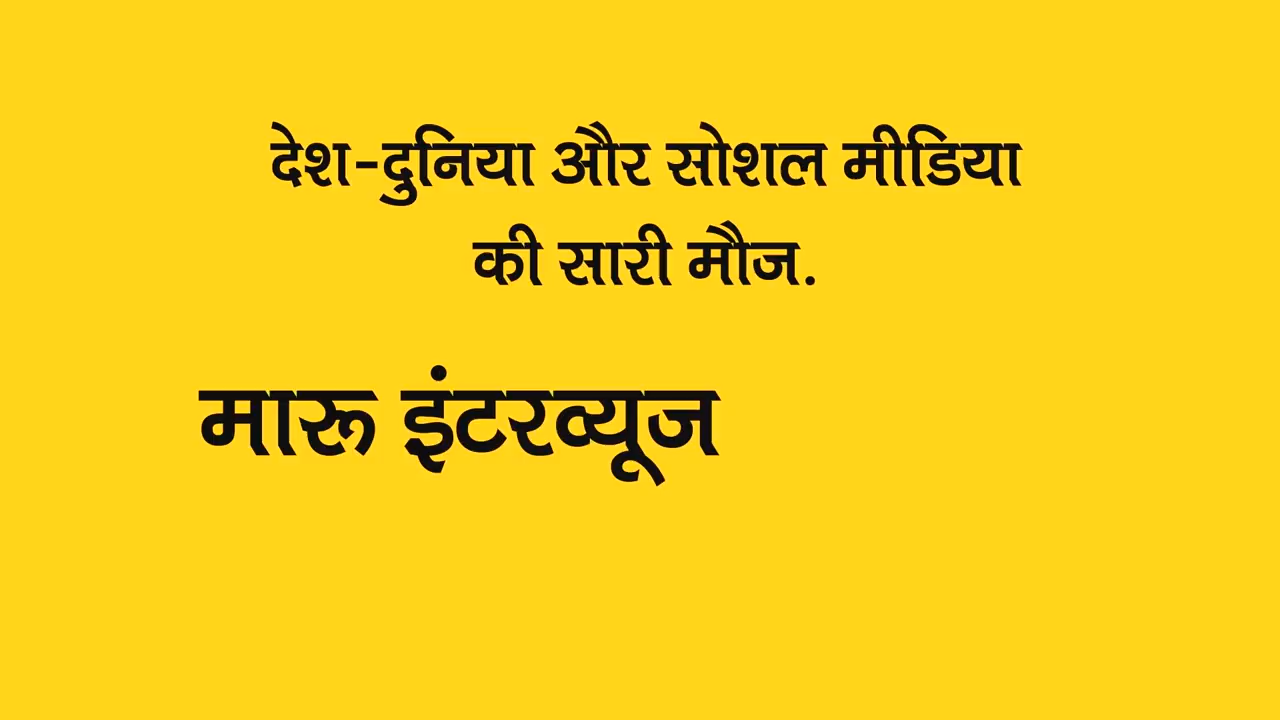 देश-दुनिया और सोशल मीडिया
की सारी मौज.
मारू इंटरव्यूज